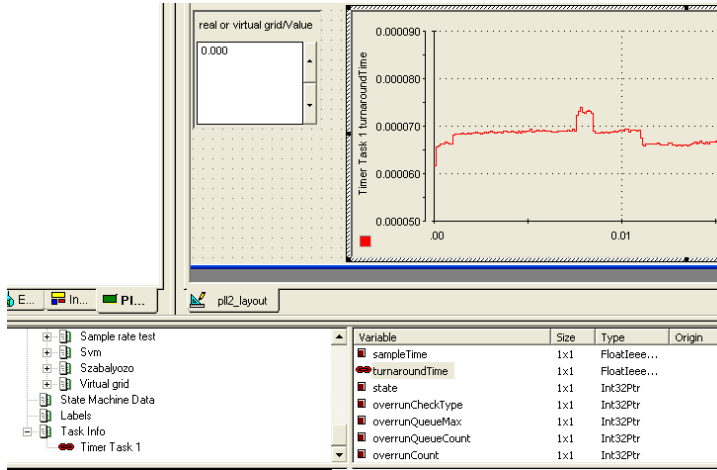 real or virtual grid/Value
0.000
Timer Task 1 turnaroundTime
0.000090
0.000080
0.000070
0.000060
0.000050
.00
0.01
E...
In...
Pl...
pll2_layout
Sample rate test
Svm
Szabalyozo
Virtual grid
State Machine Data
Labels
Task Info
Timer Task 1
Variable Size Type Origin
sampleTime 1x1 FloatIeee...
turnaroundTime 1x1 FloatIeee...
state 1x1 Int32Ptr
overrunCheckType 1x1 Int32Ptr
overrunQueueMax 1x1 Int32Ptr
overrunQueueCount 1x1 Int32Ptr
overrunCount 1x1 Int32Ptr